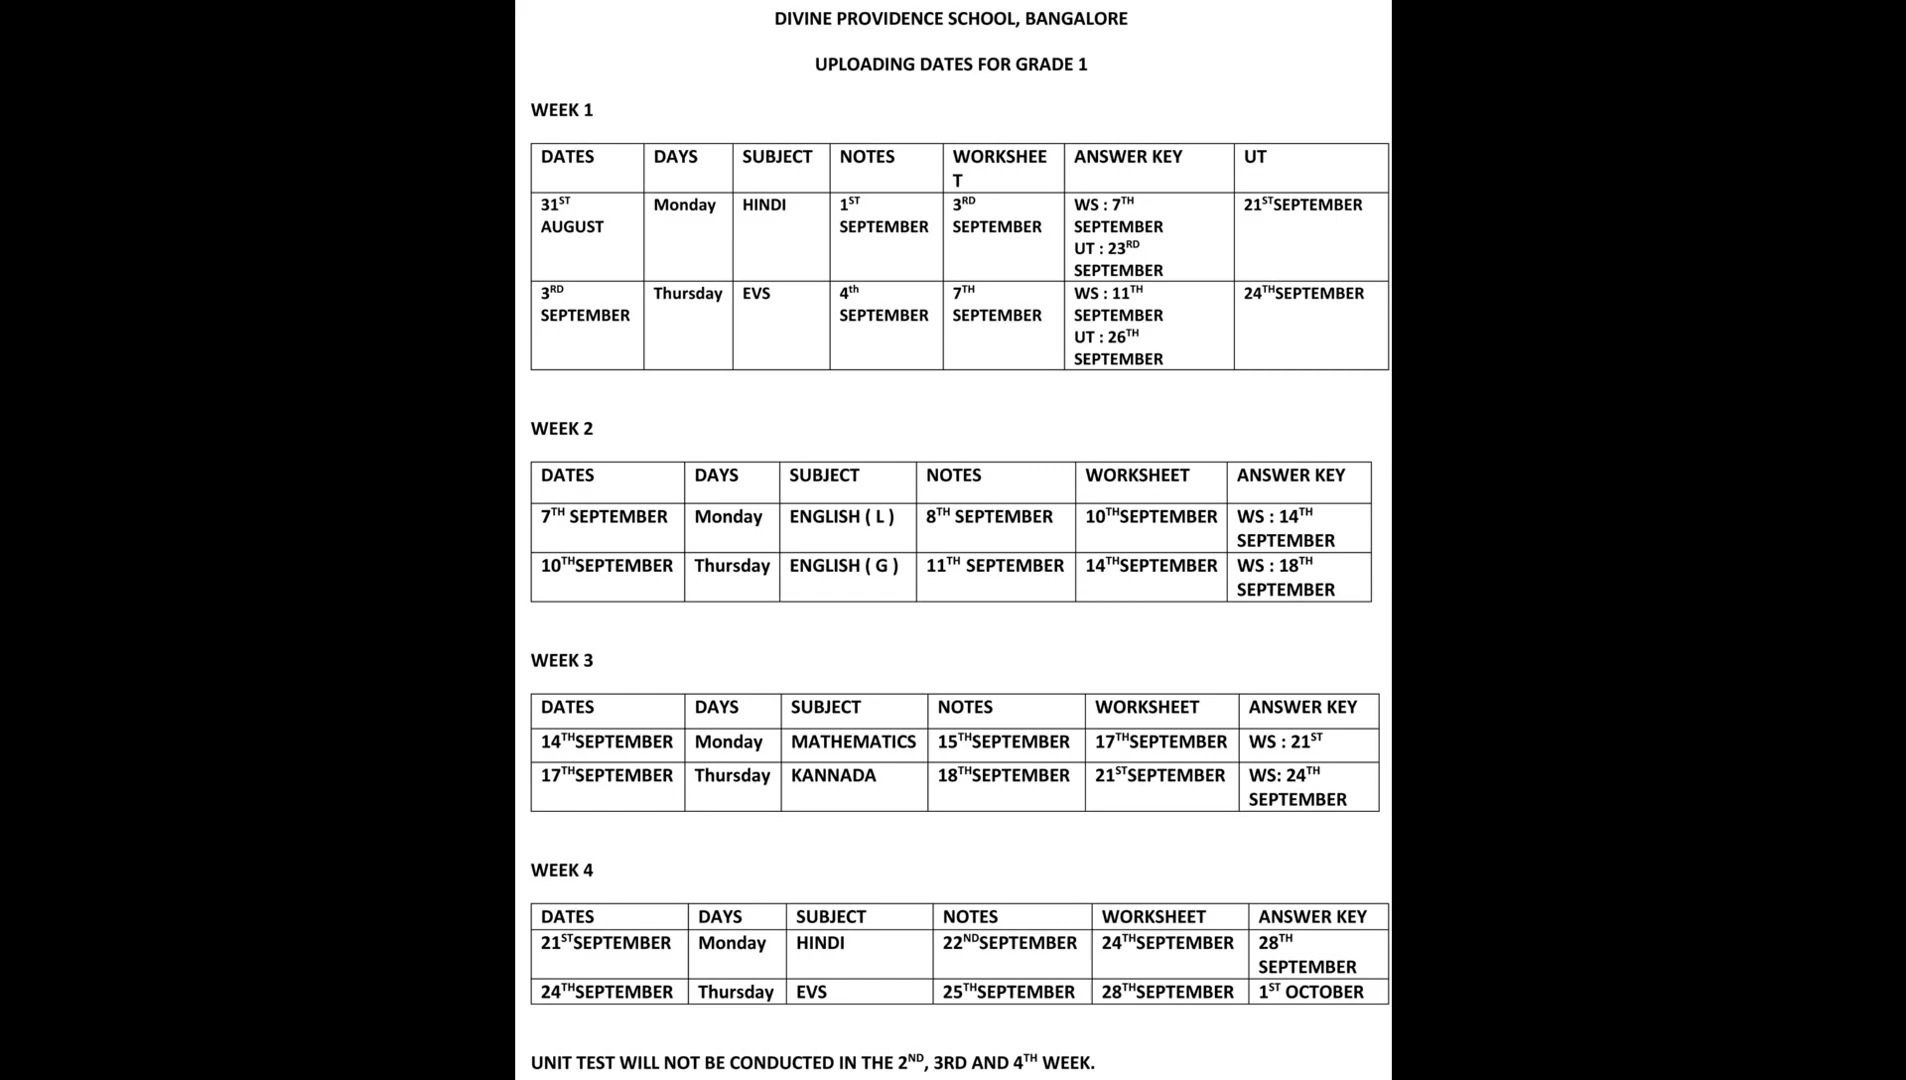 DIVINE PROVIDENCE SCHOOL, BANGALORE
UPLOADING DATES FOR GRADE 1
WEEK 1
DATES DAYS SUBJECT NOTES WORKSHEE ANSWER KEY UT
T
31ST Monday HINDI 1ST 3RD WS : 7TH 21STSEPTEMBER
AUGUST SEPTEMBER SEPTEMBER SEPTEMBER
UT : 23RD
SEPTEMBER
3RD Thursday EVS 4th 7TH WS : 11TH 24THSEPTEMBER
SEPTEMBER SEPTEMBER SEPTEMBER SEPTEMBER
UT : 26TH
SEPTEMBER
WEEK 2
DATES DAYS SUBJECT NOTES WORKSHEET ANSWER KEY
7TH SEPTEMBER Monday ENGLISH ( L ) 8TH SEPTEMBER 10THSEPTEMBER WS : 14TH
SEPTEMBER
10THSEPTEMBER Thursday ENGLISH ( G ) 11TH SEPTEMBER 14THSEPTEMBER WS : 18TH
SEPTEMBER
WEEK 3
DATES DAYS SUBJECT NOTES WORKSHEET ANSWER KEY
14THSEPTEMBER Monday MATHEMATICS 15THSEPTEMBER 17THSEPTEMBER WS : 21ST
17THSEPTEMBER Thursday KANNADA 18THSEPTEMBER 21STSEPTEMBER WS: 24TH
SEPTEMBER
WEEK 4
DATES DAYS SUBJECT NOTES WORKSHEET ANSWER KEY
21STSEPTEMBER Monday HINDI 22NDSEPTEMBER 24THSEPTEMBER 28TH
SEPTEMBER
24THSEPTEMBER Thursday EVS 25THSEPTEMBER 28THSEPTEMBER 1ST OCTOBER
UNIT TEST WILL NOT BE CONDUCTED IN THE 2ND, 3RD AND 4TH WEEK.